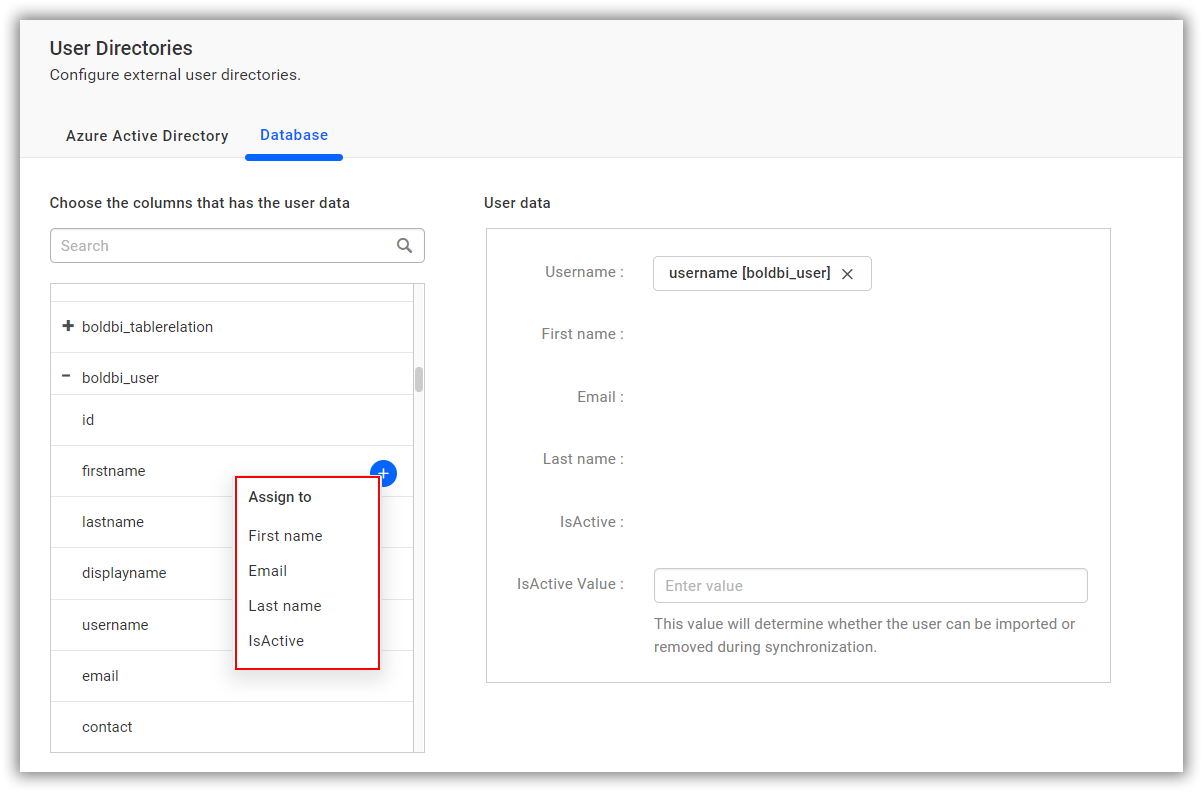 User Directories
Configure external user directories.
Azure Active Directory
Database
Choose the columns that has the user data
Search
boldbi_tablerelation
boldbi_user
id
firstname
lastname
displayname
username
email
contact
Assign to
First name
Email
Last name
IsActive
User data
Username :
username [boldbi_user]
First name :
Email :
Last name :
IsActive :
IsActive Value :
Enter value
This value will determine whether the user can be imported or
removed during synchronization.